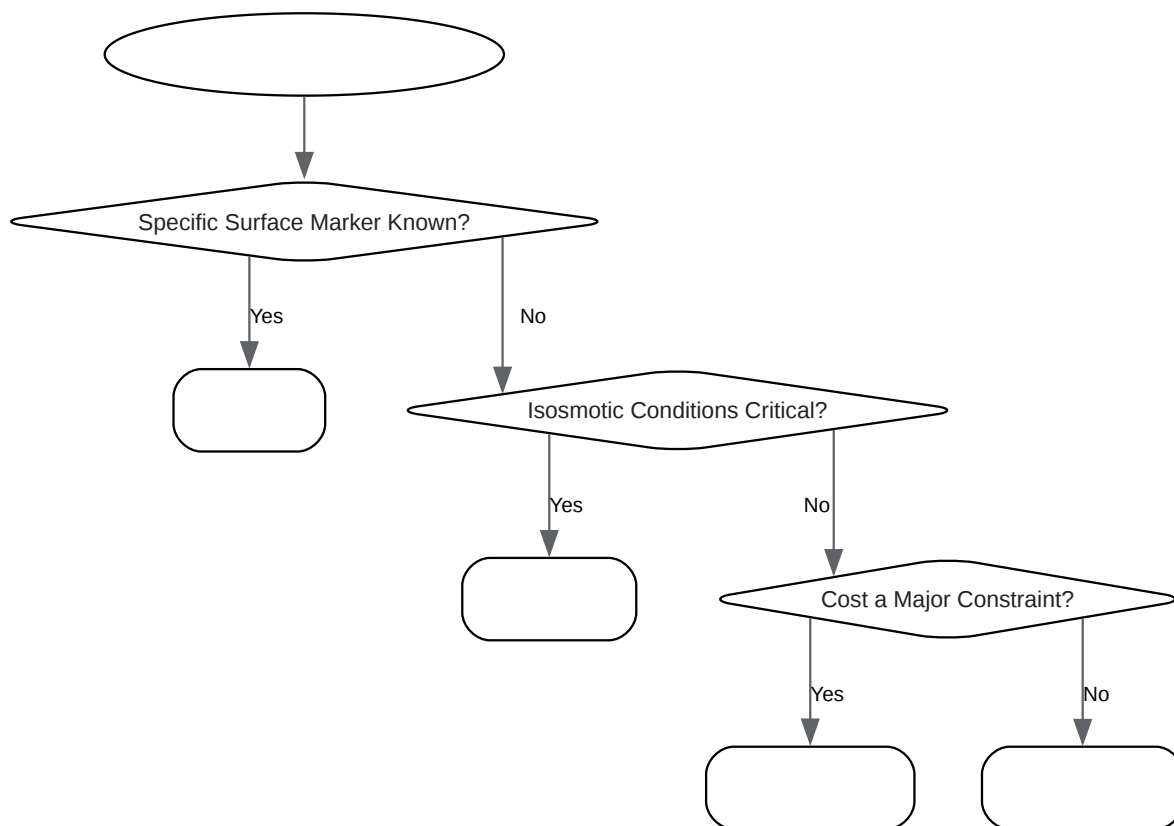 Specific Surface Marker Known?
Yes
No
Isosmotic Conditions Critical?
Yes
No
Cost a Major Constraint?
Yes
No